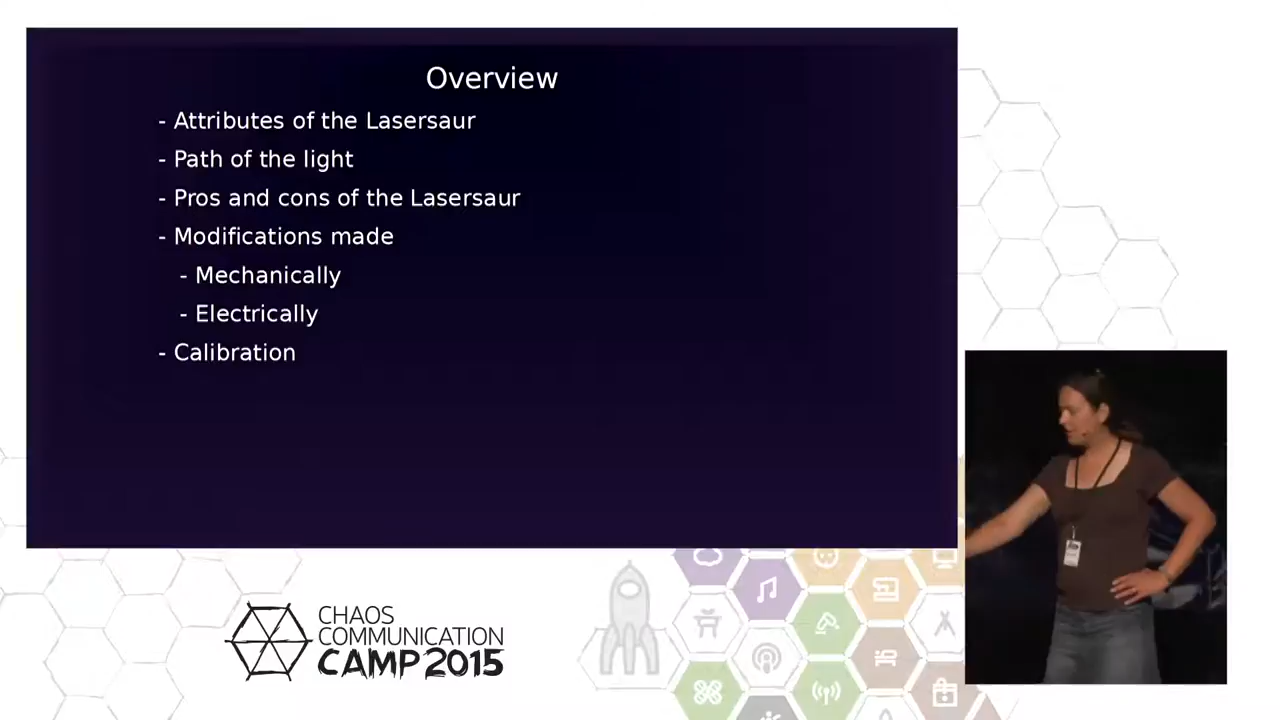 Overview
- Attributes of the Lasersaur
- Path of the light
- Pros and cons of the Lasersaur
- Modifications made
- Mechanically
- Electrically
- Calibration
CHAOS
COMMUNICATION
CAMP 2015